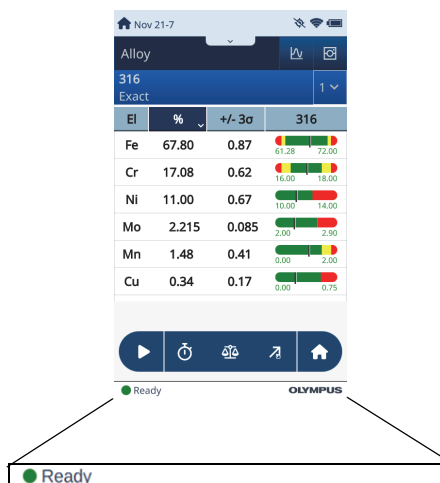 Nov 21-7
Alloy
316
Exact
1
El % +/- 3σ 316
Fe 67.80 0.87 61.28 72.00
Cr 17.08 0.62 16.00 18.00
Ni 11.00 0.67 10.00 14.00
Mo 2.215 0.085 2.00 2.90
Mn 1.48 0.41 0.00 2.00
Cu 0.34 0.17 0.00 0.75
Ready OLYMPUS
Ready